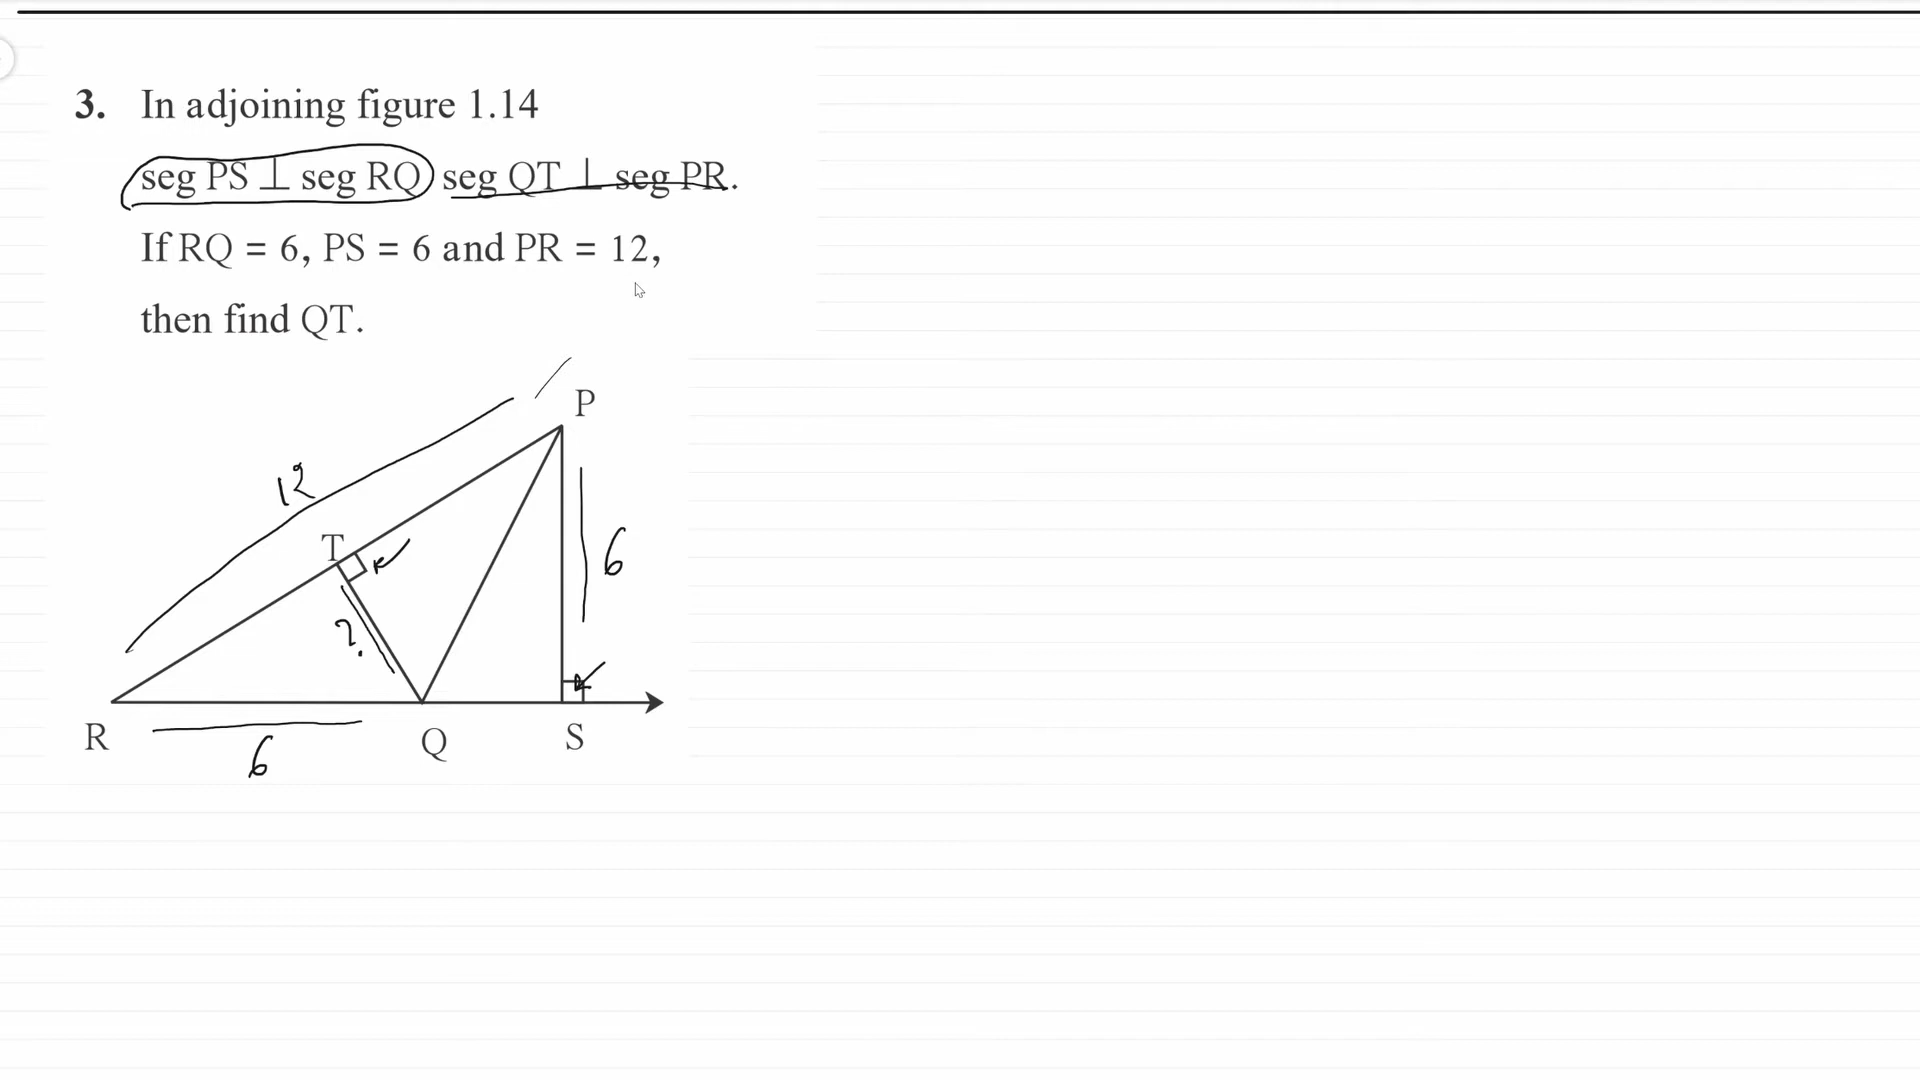 3. In adjoining figure 1.14
seg PS ⊥ seg RQ seg QT ⊥ seg PR.
If RQ = 6, PS = 6 and PR = 12,
then find QT.
P
12
T
6
?
R
Q
S
6